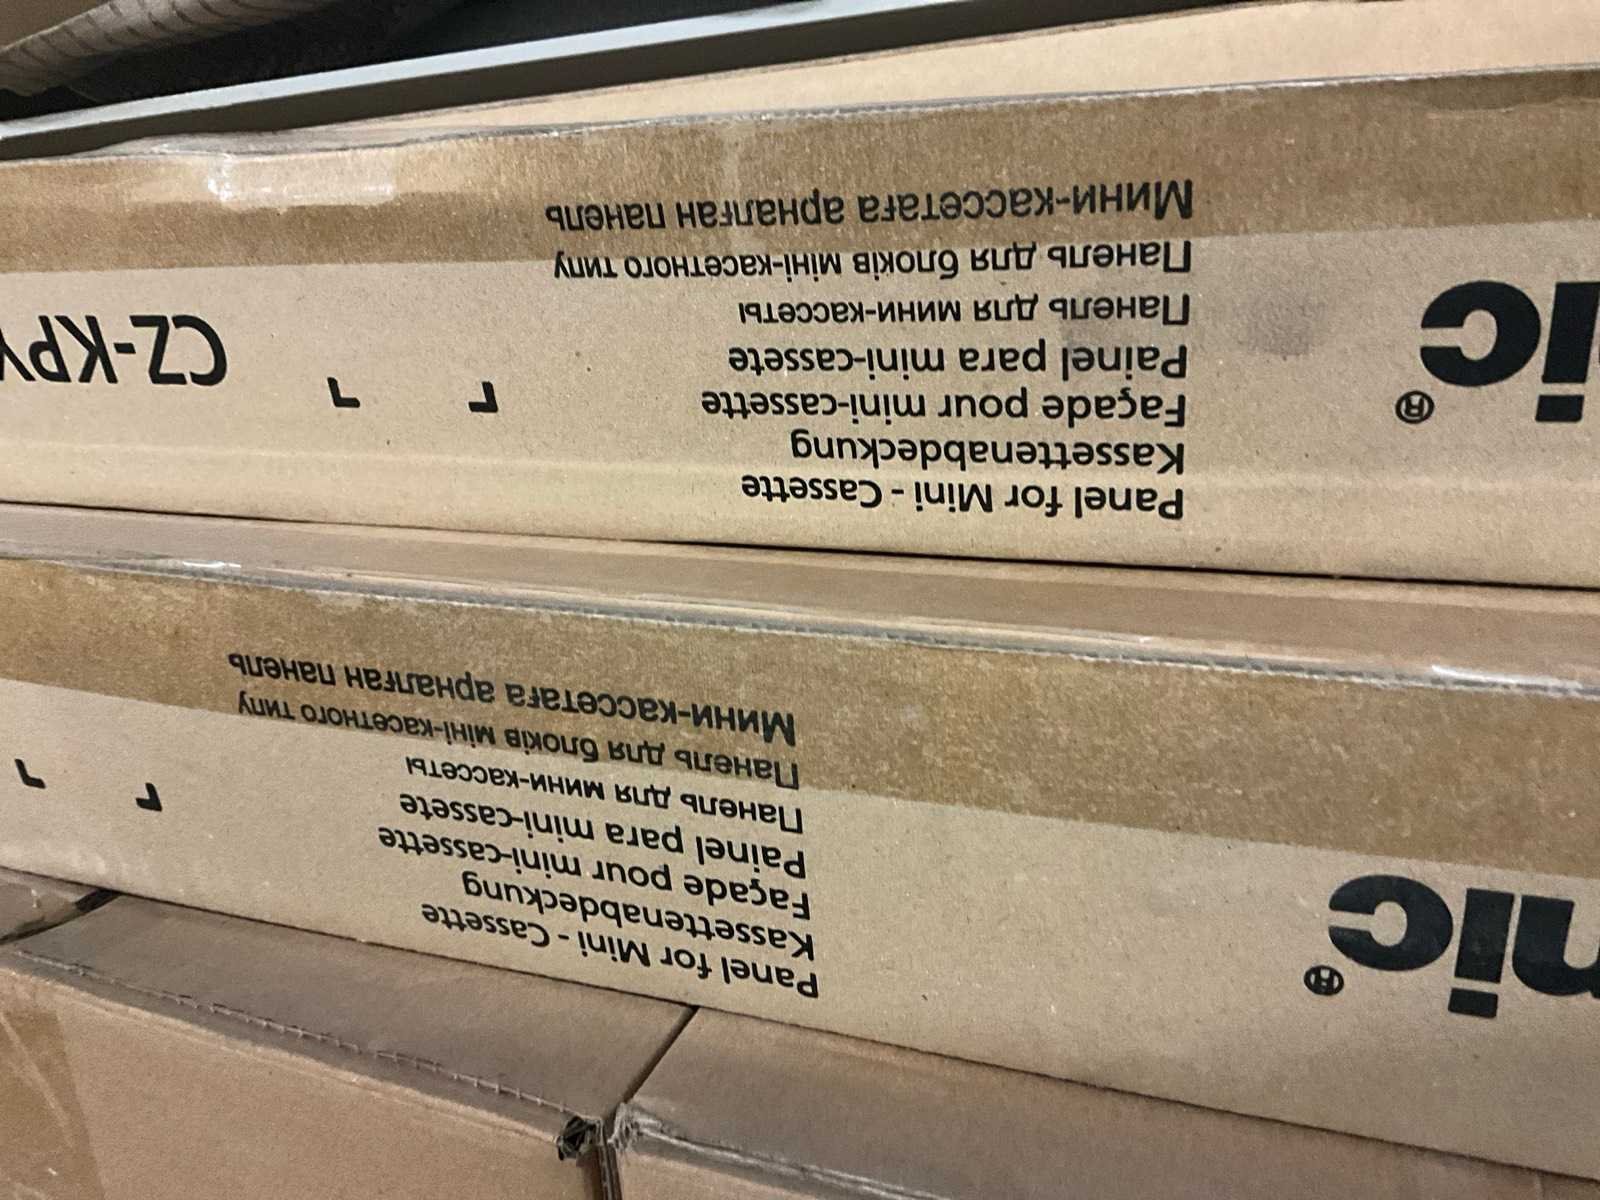 Panel for Mini - Cassette
Kassettenabdeckung
Façade pour mini-cassette
Painel para mini-cassete
Панель для мини-кассеты
Панель для блоків міні-касетного типу
Мини-кассетаға арналған панель
nic®
CZ-KPY
Panel for Mini - Cassette
Kassettenabdeckung
Façade pour mini-cassette
Painel para mini-cassete
Панель для мини-кассеты
Панель для блоків міні-касетного типу
Мини-кассетаға арналған панель
ic®